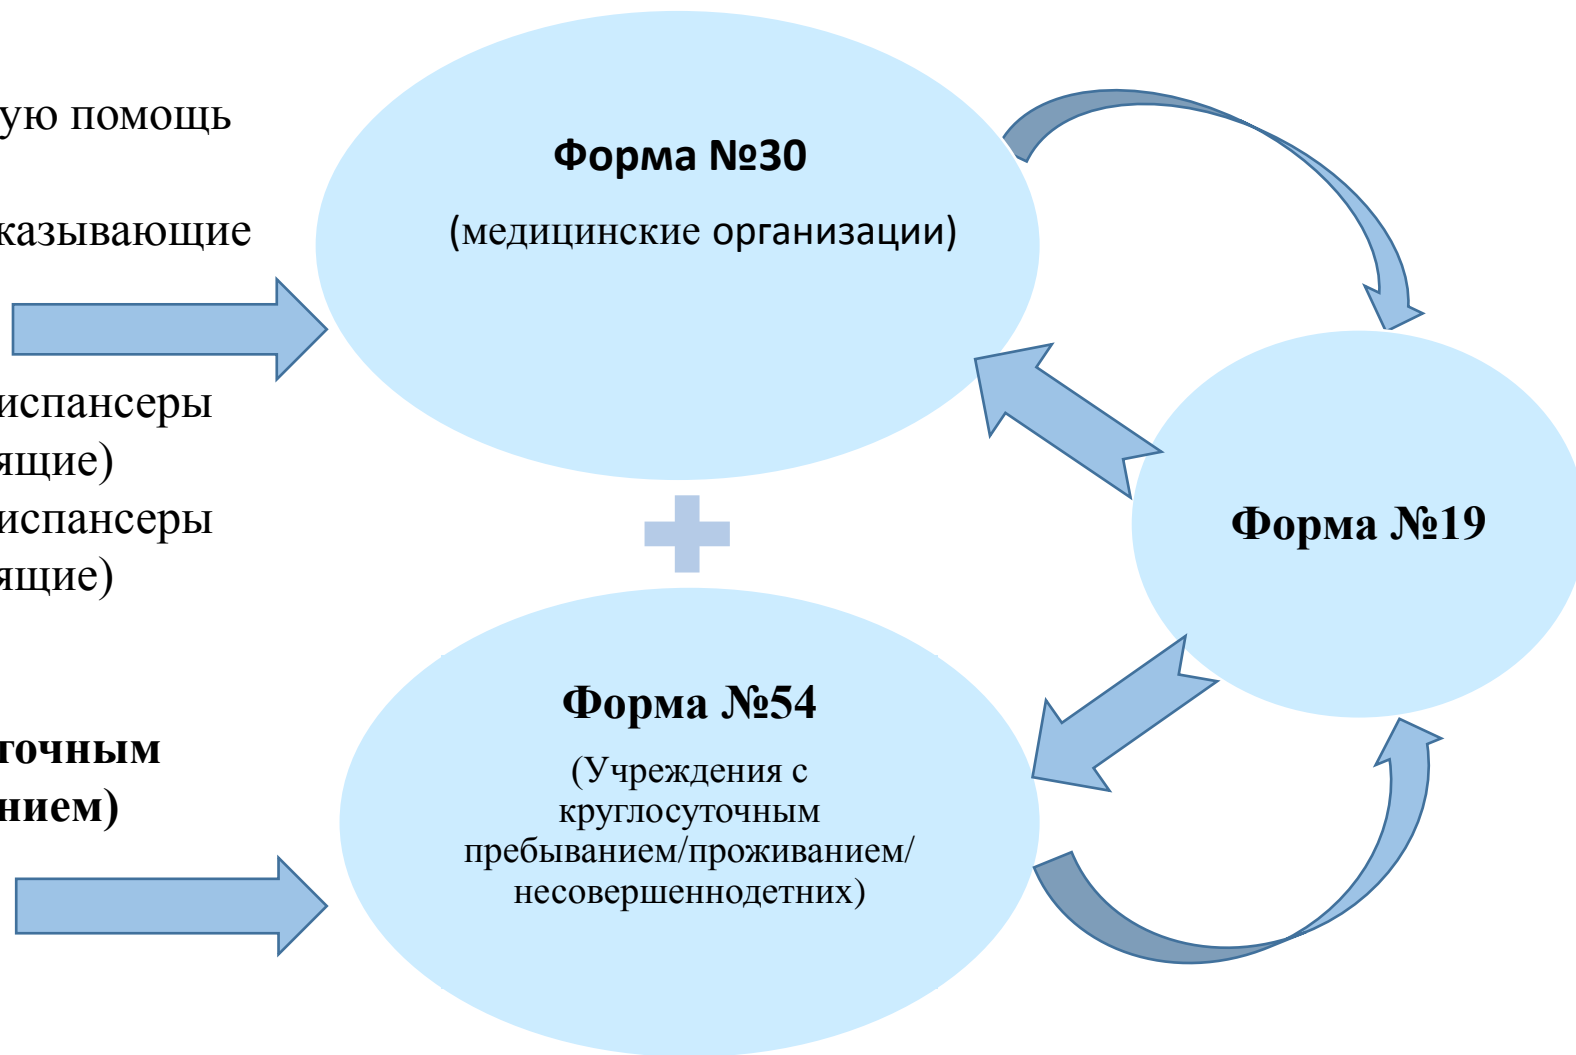 ую помощь
казывающие
испансеры
ящие)
испансеры
ящие)
точным
нием)
Форма №30
(медицинские организации)
Форма №54
(Учреждения с
круглосуточным
пребыванием/проживанием/
несовершеннодетних)
Форма №19